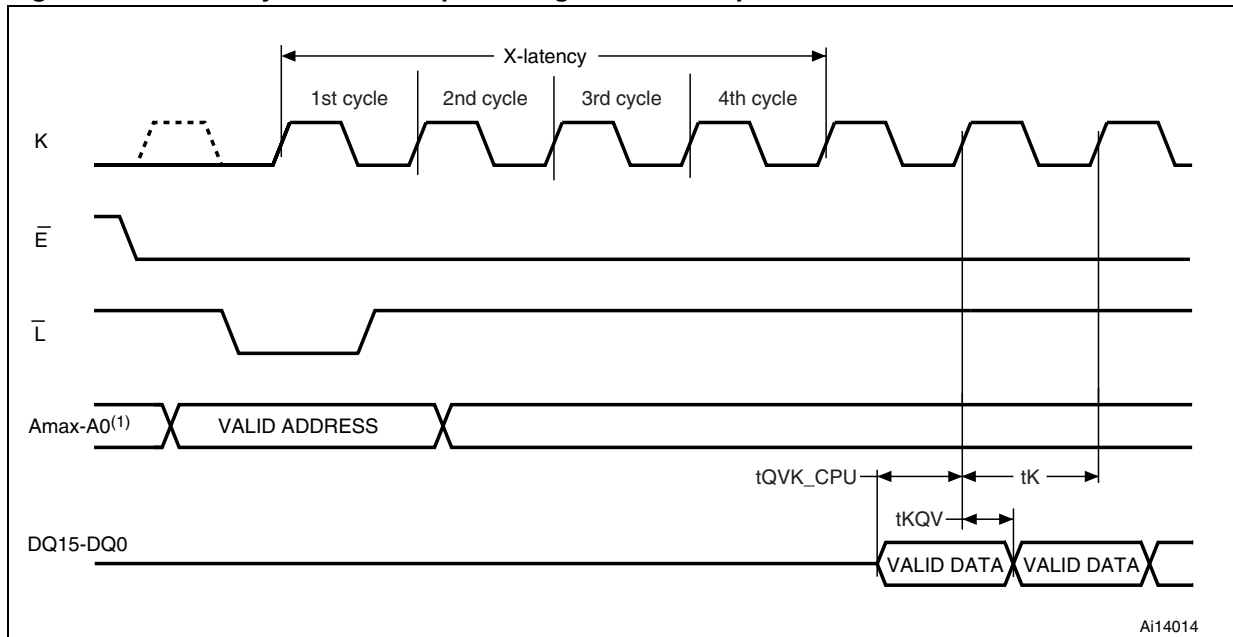 X-latency
1st cycle
2nd cycle
3rd cycle
4th cycle
K
E̅
L̅
Amax-A0(1)
VALID ADDRESS
tQVK_CPU
tK
tKQV
DQ15-DQ0
VALID DATA
VALID DATA
Ai14014